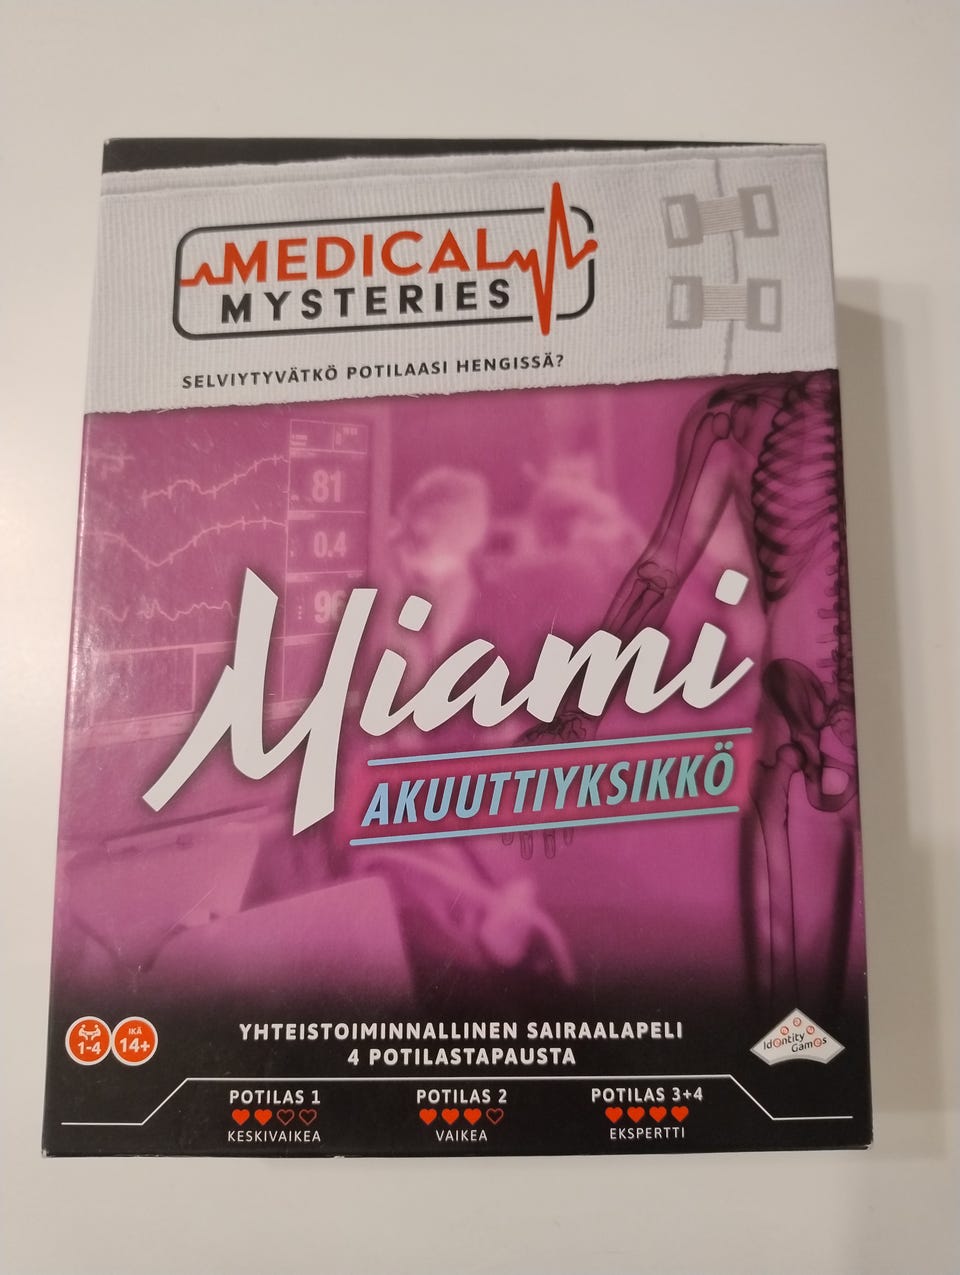 MEDICAL
MYSTERIES
SELVIYTYVÄTKÖ POTILAASI HENGISSÄ?
81
0.4
96
Miami
AKUUTTIYKSIKKÖ
1-4
IKÄ
14+
YHTEISTOIMINNALLINEN SAIRAALAPELI
4 POTILASTAPAUSTA
Identity
Games
POTILAS 1
KESKIVAIKEA
POTILAS 2
VAIKEA
POTILAS 3+4
EKSPERTTI